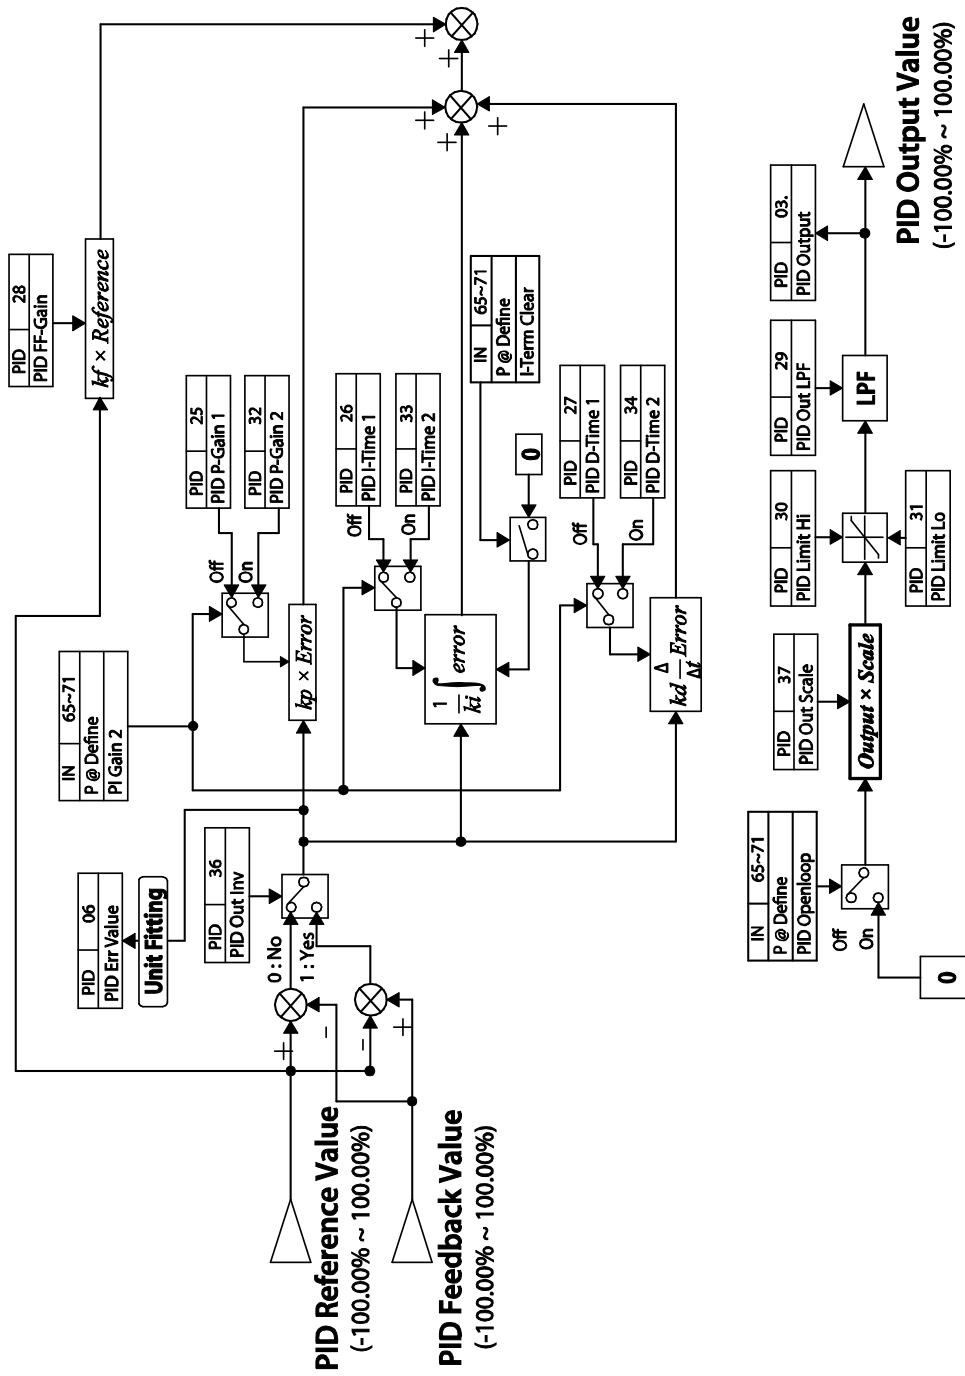 PID Reference Value
(-100.00% ~ 100.00%)
PID Feedback Value
(-100.00% ~ 100.00%)
+
-
-
+
0 : No
1 : Yes
PID 06
PID Err Value
Unit Fitting
PID 36
PID Out Inv
IN 65~71
P @ Define
PI Gain 2
PID 28
PID FF-Gain
kf × Reference
PID 25
PID P-Gain 1
PID 32
PID P-Gain 2
Off
On
kp × Error
PID 26
PID I-Time 1
PID 33
PID I-Time 2
Off
On
1/ki ∫ error
IN 65~71
P @ Define
I-Term Clear
0
PID 27
PID D-Time 1
PID 34
PID D-Time 2
Off
On
kd Δ/Δt Error
+
+
+
+
+
IN 65~71
P @ Define
PID Openloop
Off
On
0
PID 37
PID Out Scale
Output × Scale
PID 30
PID Limit Hi
PID 31
PID Limit Lo
PID 29
PID Out LPF
LPF
PID 03.
PID Output
PID Output Value
(-100.00% ~ 100.00%)